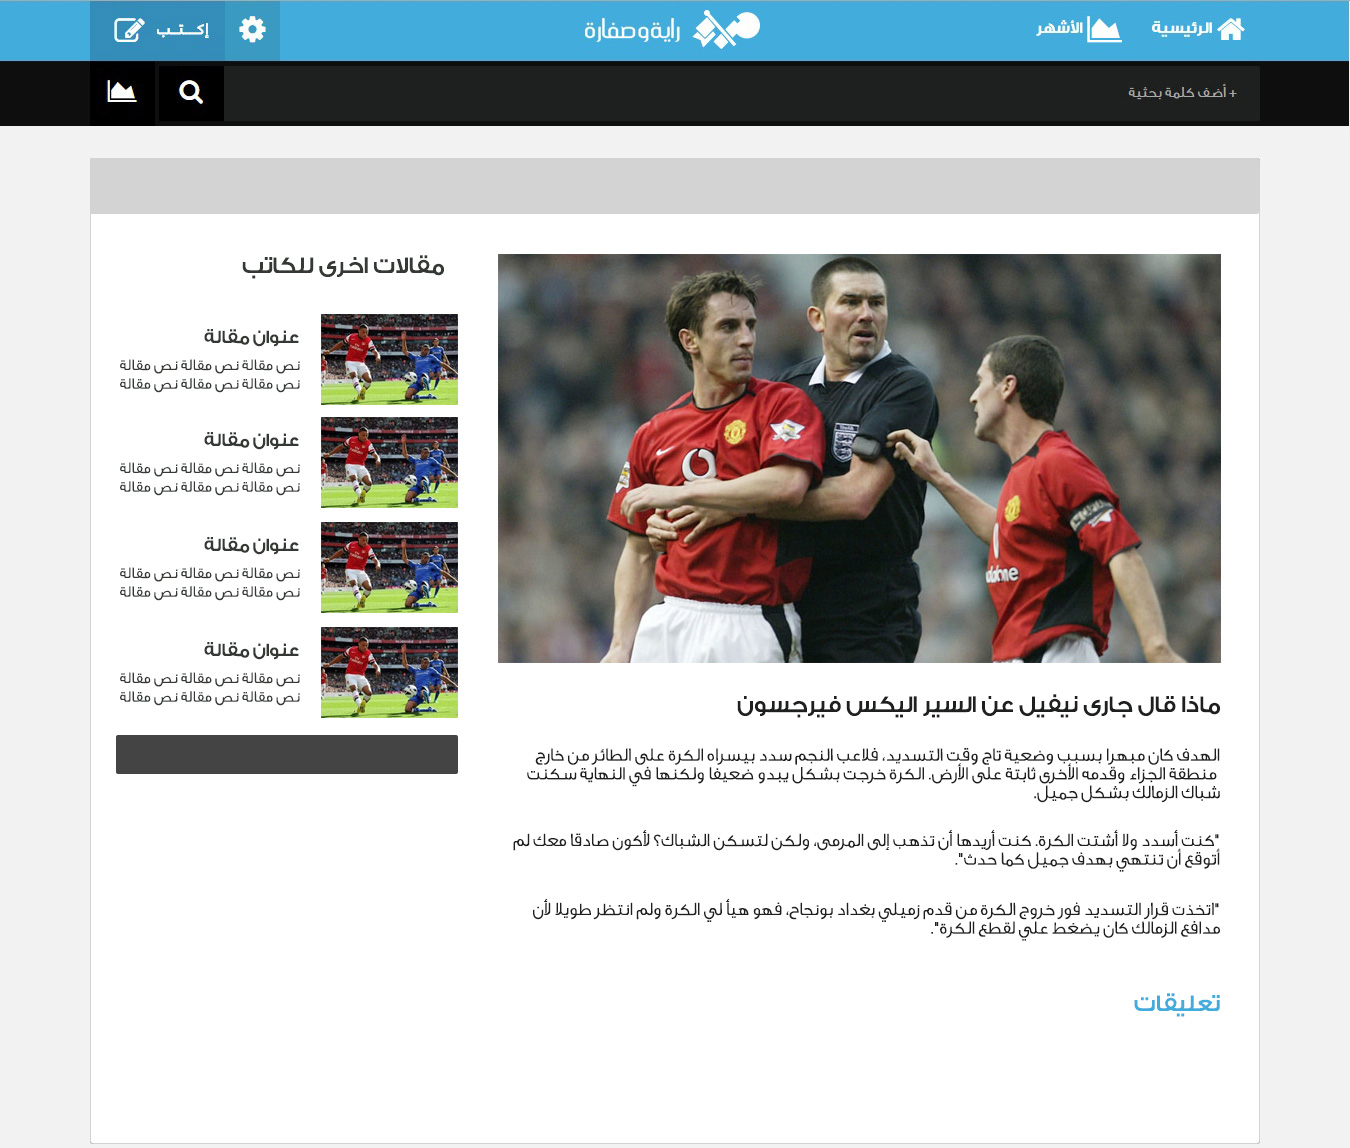 الرئيسية
الأشهر
راية وصفارة
إكـــتــب
+ أضف كلمة بحثية
ماذا قال جارى نيفيل عن السير اليكس فيرجسون
الهدف كان مبهرا بسبب وضعية تاج وقت التسديد، فلاعب النجم سدد بيسراه الكرة على الطائر من خارج
منطقة الجزاء وقدمه الأخرى ثابتة على الأرض. الكرة خرجت بشكل يبدو ضعيفا ولكنها في النهاية سكنت
شباك الزمالك بشكل جميل.
"كنت أسدد ولا أشتت الكرة. كنت أريدها أن تذهب إلى المرمى، ولكن لتسكن الشباك؟ لأكون صادقا معك لم
أتوقع أن تنتهي بهدف جميل كما حدث".
"اتخذت قرار التسديد فور خروج الكرة من قدم زميلي بغداد بونجاح، فهو هيأ لي الكرة ولم انتظر طويلا لأن
مدافع الزمالك كان يضغط علي لقطع الكرة".
تعليقات
مقالات اخرى للكاتب
عنوان مقالة
نص مقالة نص مقالة نص مقالة
نص مقالة نص مقالة نص مقالة
عنوان مقالة
نص مقالة نص مقالة نص مقالة
نص مقالة نص مقالة نص مقالة
عنوان مقالة
نص مقالة نص مقالة نص مقالة
نص مقالة نص مقالة نص مقالة
عنوان مقالة
نص مقالة نص مقالة نص مقالة
نص مقالة نص مقالة نص مقالة